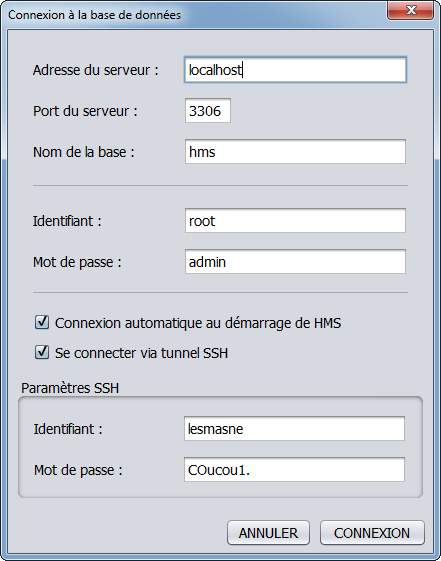 Connexion à la base de données
Adresse du serveur : localhost
Port du serveur : 3306
Nom de la base : hms
Identifiant : root
Mot de passe : admin
Connexion automatique au démarrage de HMS
Se connecter via tunnel SSH
Paramètres SSH
Identifiant : lesmasne
Mot de passe : COucou1.
ANNULER CONNEXION